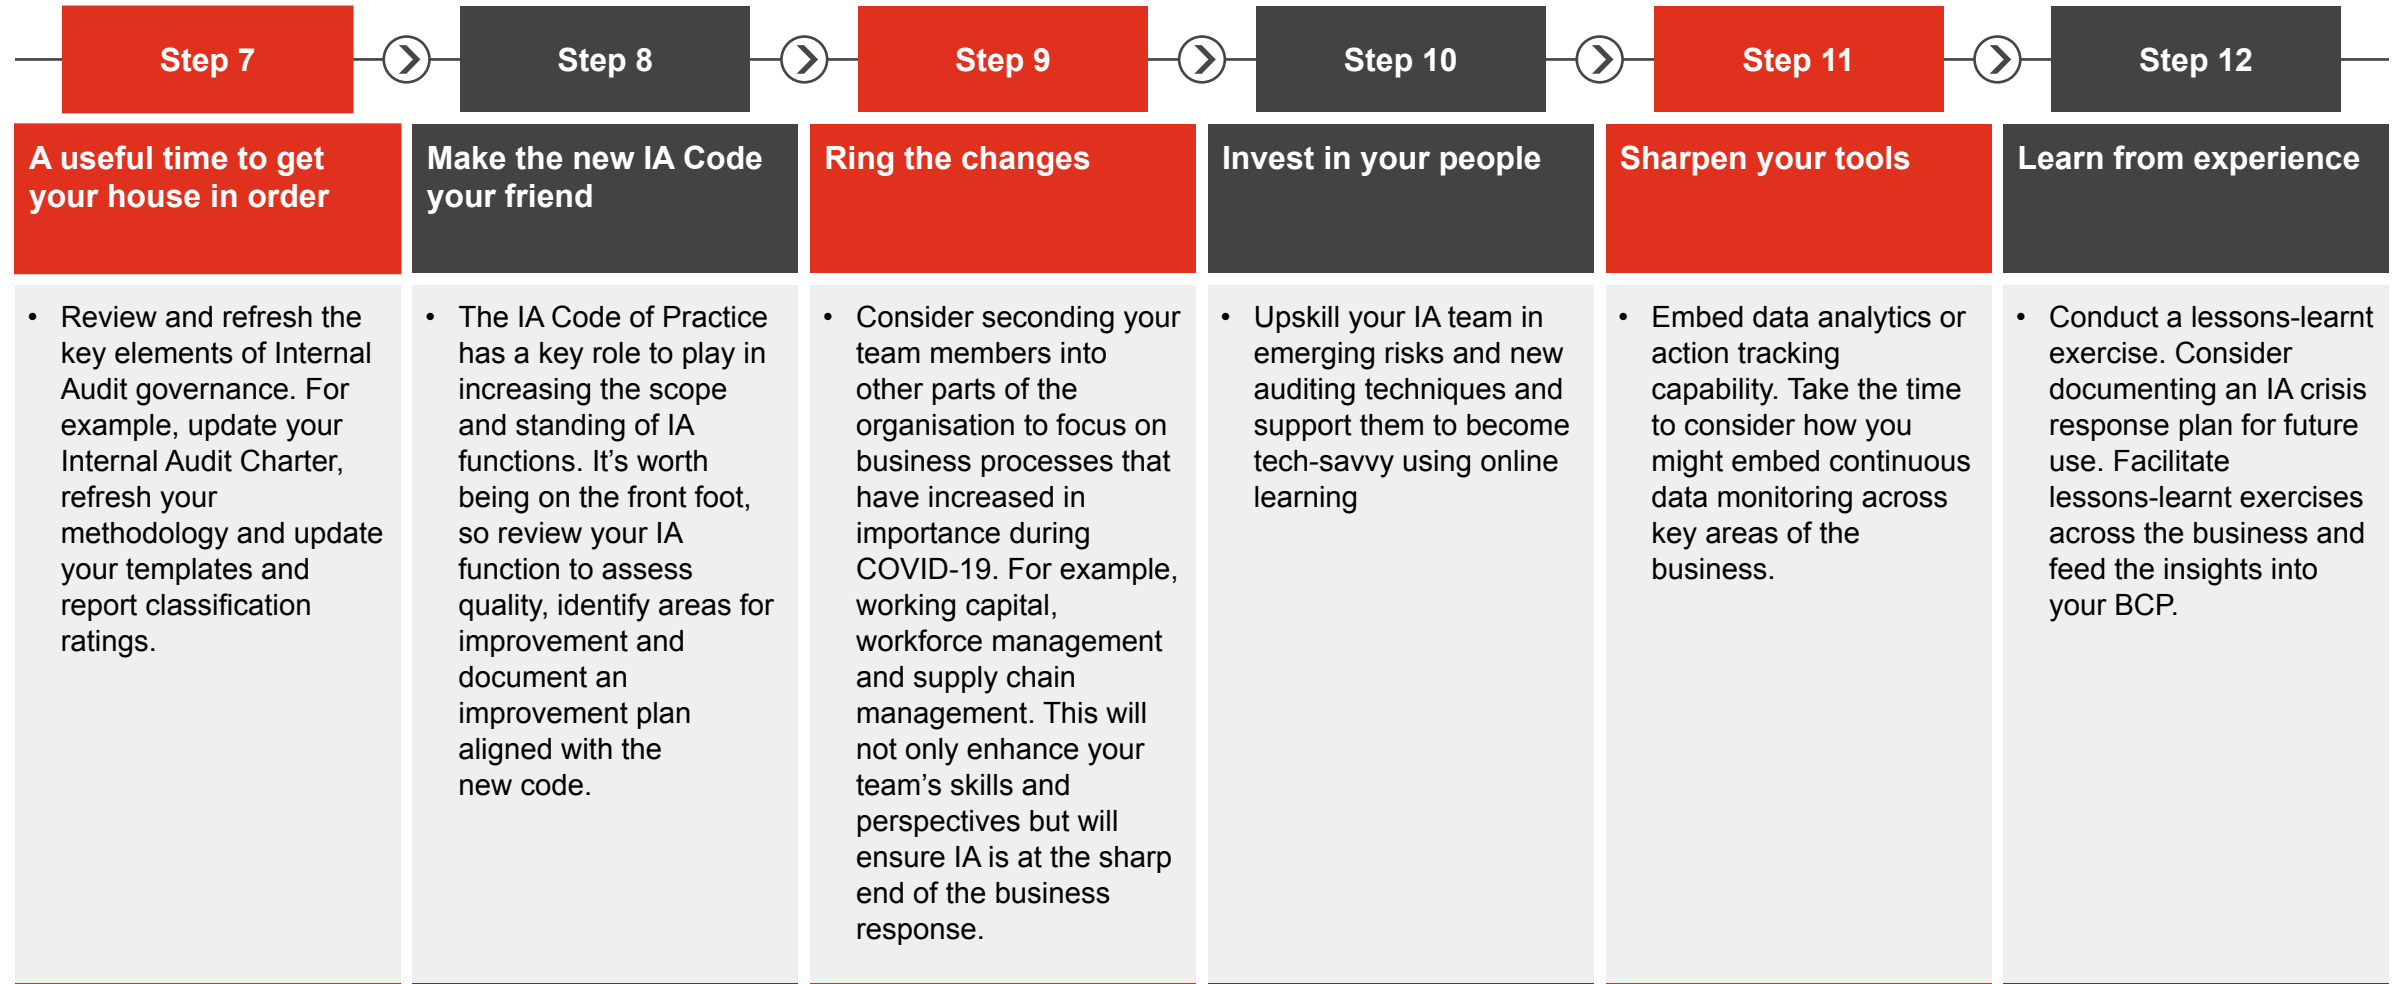 Step 7
Step 8
Step 9
Step 10
Step 11
Step 12
A useful time to get
your house in order
Make the new IA Code
your friend
Ring the changes
Invest in your people
Sharpen your tools
Learn from experience
• Review and refresh the
key elements of Internal
Audit governance. For
example, update your
Internal Audit Charter,
refresh your
methodology and update
your templates and
report classification
ratings.
• The IA Code of Practice
has a key role to play in
increasing the scope
and standing of IA
functions. It’s worth
being on the front foot,
so review your IA
function to assess
quality, identify areas for
improvement and
document an
improvement plan
aligned with the
new code.
• Consider seconding your
team members into
other parts of the
organisation to focus on
business processes that
have increased in
importance during
COVID-19. For example,
working capital,
workforce management
and supply chain
management. This will
not only enhance your
team’s skills and
perspectives but will
ensure IA is at the sharp
end of the business
response.
• Upskill your IA team in
emerging risks and new
auditing techniques and
support them to become
tech-savvy using online
learning
• Embed data analytics or
action tracking
capability. Take the time
to consider how you
might embed continuous
data monitoring across
key areas of the
business.
• Conduct a lessons-learnt
exercise. Consider
documenting an IA crisis
response plan for future
use. Facilitate
lessons-learnt exercises
across the business and
feed the insights into
your BCP.